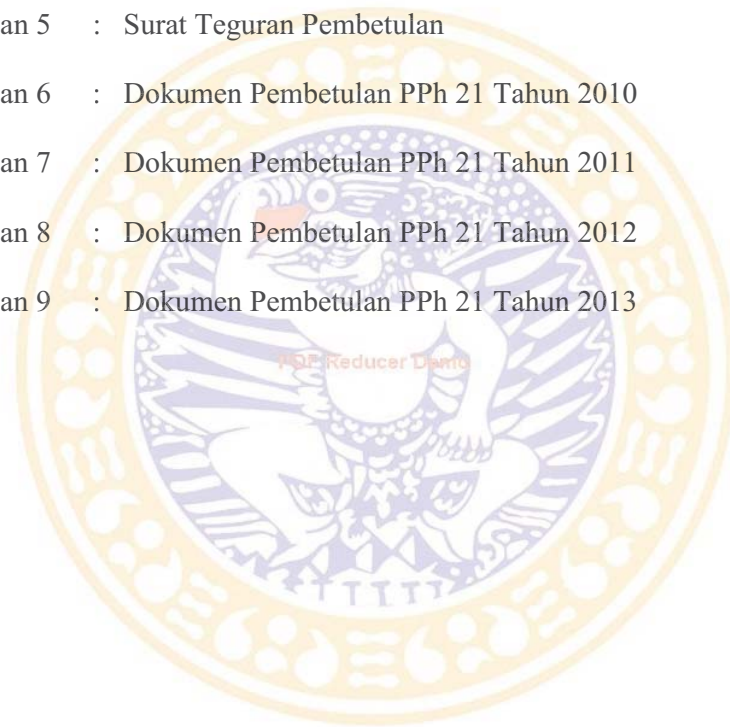 an 5 : Surat Teguran Pembetulan
an 6 : Dokumen Pembetulan PPh 21 Tahun 2010
an 7 : Dokumen Pembetulan PPh 21 Tahun 2011
an 8 : Dokumen Pembetulan PPh 21 Tahun 2012
an 9 : Dokumen Pembetulan PPh 21 Tahun 2013
PDF Reducer Demo